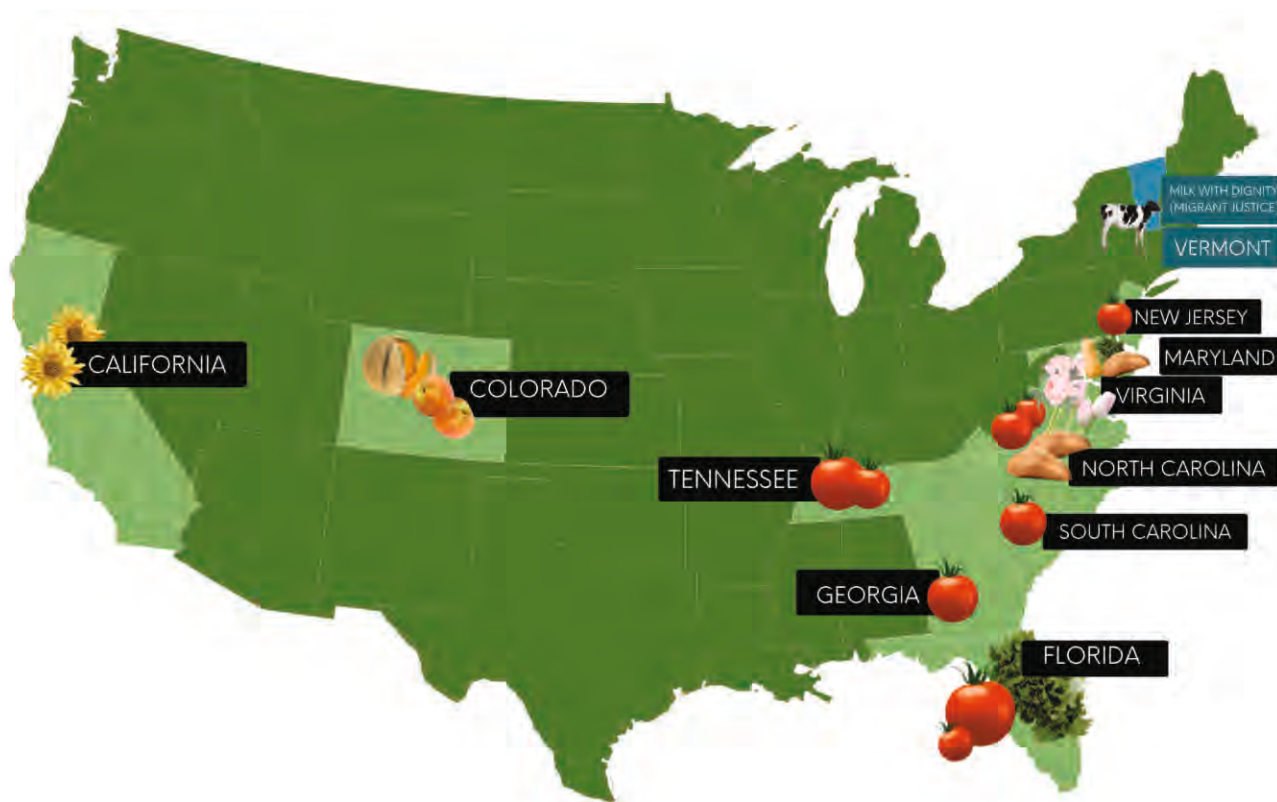 MILK WITH DIGNITY
(MIGRANT JUSTICE)
VERMONT
NEW JERSEY
MARYLAND
CALIFORNIA
COLORADO
VIRGINIA
TENNESSEE
NORTH CAROLINA
SOUTH CAROLINA
GEORGIA
FLORIDA